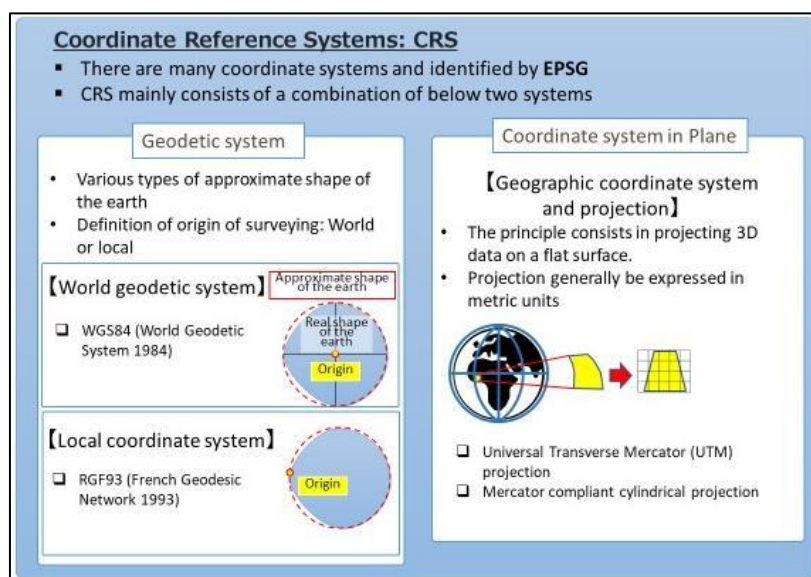 Coordinate Reference Systems: CRS
▪ There are many coordinate systems and identified by EPSG
▪ CRS mainly consists of a combination of below two systems
Geodetic system
• Various types of approximate shape of
the earth
• Definition of origin of surveying: World
or local
【World geodetic system】
Approximate shape
of the earth
❑ WGS84 (World Geodetic
System 1984)
Real shape
of the
earth
Origin
【Local coordinate system】
❑ RGF93 (French Geodesic
Network 1993)
Origin
Coordinate system in Plane
【Geographic coordinate system
and projection】
• The principle consists in projecting 3D
data on a flat surface.
• Projection generally be expressed in
metric units
❑ Universal Transverse Mercator (UTM)
projection
❑ Mercator compliant cylindrical projection